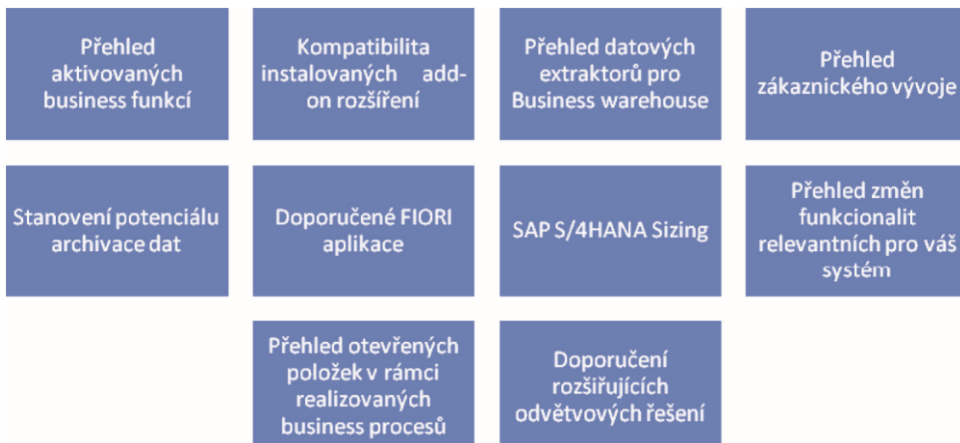 Přehled
aktivovaných
business funkcí
Kompatibilita
instalovaných add-
on rozšíření
Přehled datových
extraktorů pro
Business warehouse
Přehled
zákaznického vývoje
Stanovení potenciálu
archivace dat
Doporučené FIORI
aplikace
SAP S/4HANA Sizing
Přehled změn
funkcionalit
relevantních pro váš
systém
Přehled otevřených
položek v rámci
realizovaných
business procesů
Doporučení
rozšiřujících
odvětvových řešení